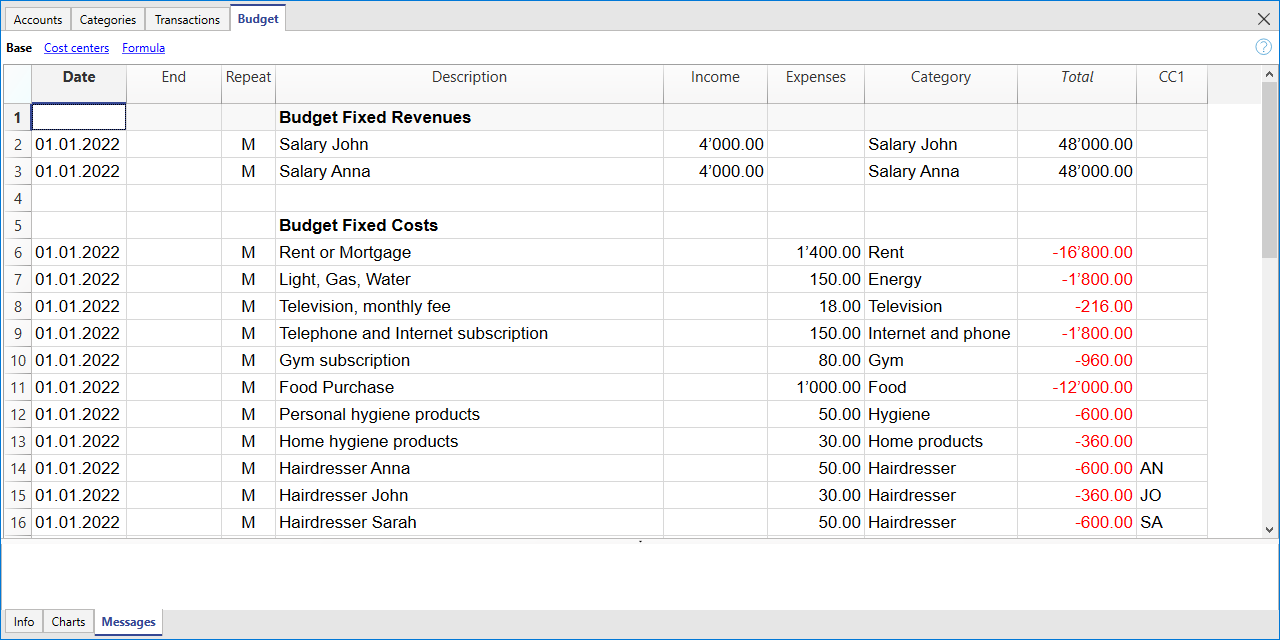 Accounts Categories Transactions Budget
Base Cost centers Formula
Date End Repeat Description Income Expenses Category Total CC1
1 Budget Fixed Revenues
2 01.01.2022 M Salary John 4’000.00 Salary John 48’000.00
3 01.01.2022 M Salary Anna 4’000.00 Salary Anna 48’000.00
4
5 Budget Fixed Costs
6 01.01.2022 M Rent or Mortgage 1’400.00 Rent -16’800.00
7 01.01.2022 M Light, Gas, Water 150.00 Energy -1’800.00
8 01.01.2022 M Television, monthly fee 18.00 Television -216.00
9 01.01.2022 M Telephone and Internet subscription 150.00 Internet and phone -1’800.00
10 01.01.2022 M Gym subscription 80.00 Gym -960.00
11 01.01.2022 M Food Purchase 1’000.00 Food -12’000.00
12 01.01.2022 M Personal hygiene products 50.00 Hygiene -600.00
13 01.01.2022 M Home hygiene products 30.00 Home products -360.00
14 01.01.2022 M Hairdresser Anna 50.00 Hairdresser -600.00 AN
15 01.01.2022 M Hairdresser John 30.00 Hairdresser -360.00 JO
16 01.01.2022 M Hairdresser Sarah 50.00 Hairdresser -600.00 SA
Info Charts Messages